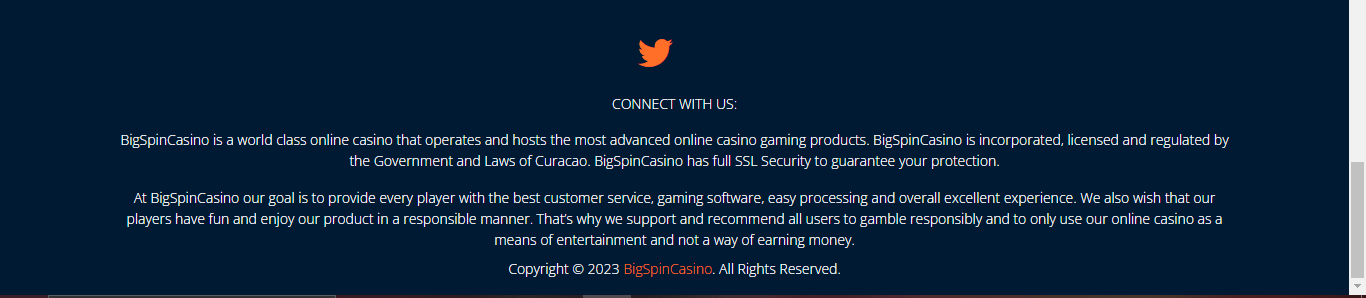 CONNECT WITH US:
BigSpinCasino is a world class online casino that operates and hosts the most advanced online casino gaming products. BigSpinCasino is incorporated, licensed and regulated by
the Government and Laws of Curacao. BigSpinCasino has full SSL Security to guarantee your protection.
At BigSpinCasino our goal is to provide every player with the best customer service, gaming software, easy processing and overall excellent experience. We also wish that our
players have fun and enjoy our product in a responsible manner. That’s why we support and recommend all users to gamble responsibly and to only use our online casino as a
means of entertainment and not a way of earning money.
Copyright © 2023 BigSpinCasino. All Rights Reserved.